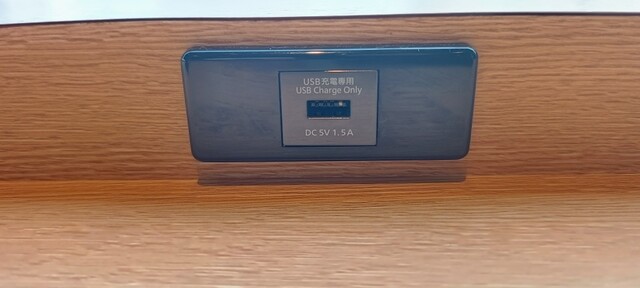 USB充電専用
USB Charge Only
DC 5V 1.5A